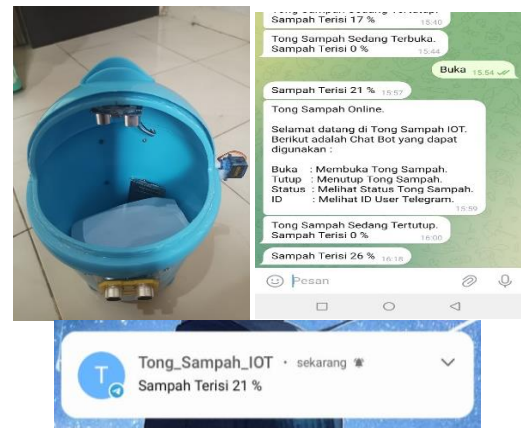 Sampah Terisi 17 % 15:40
Tong Sampah Sedang Terbuka.
Sampah Terisi 0 % 15:44
Buka 15:54
Sampah Terisi 21 % 15:57
Tong Sampah Online.
Selamat datang di Tong Sampah IOT.
Berikut adalah Chat Bot yang dapat
digunakan :
Buka : Membuka Tong Sampah.
Tutup : Menutup Tong Sampah.
Status : Melihat Status Tong Sampah.
ID : Melihat ID User Telegram.
15:59
Tong Sampah Sedang Tertutup.
Sampah Terisi 0 % 16:00
Sampah Terisi 26 % 16:18
Pesan
T
Tong_Sampah_IOT · sekarang
Sampah Terisi 21 %